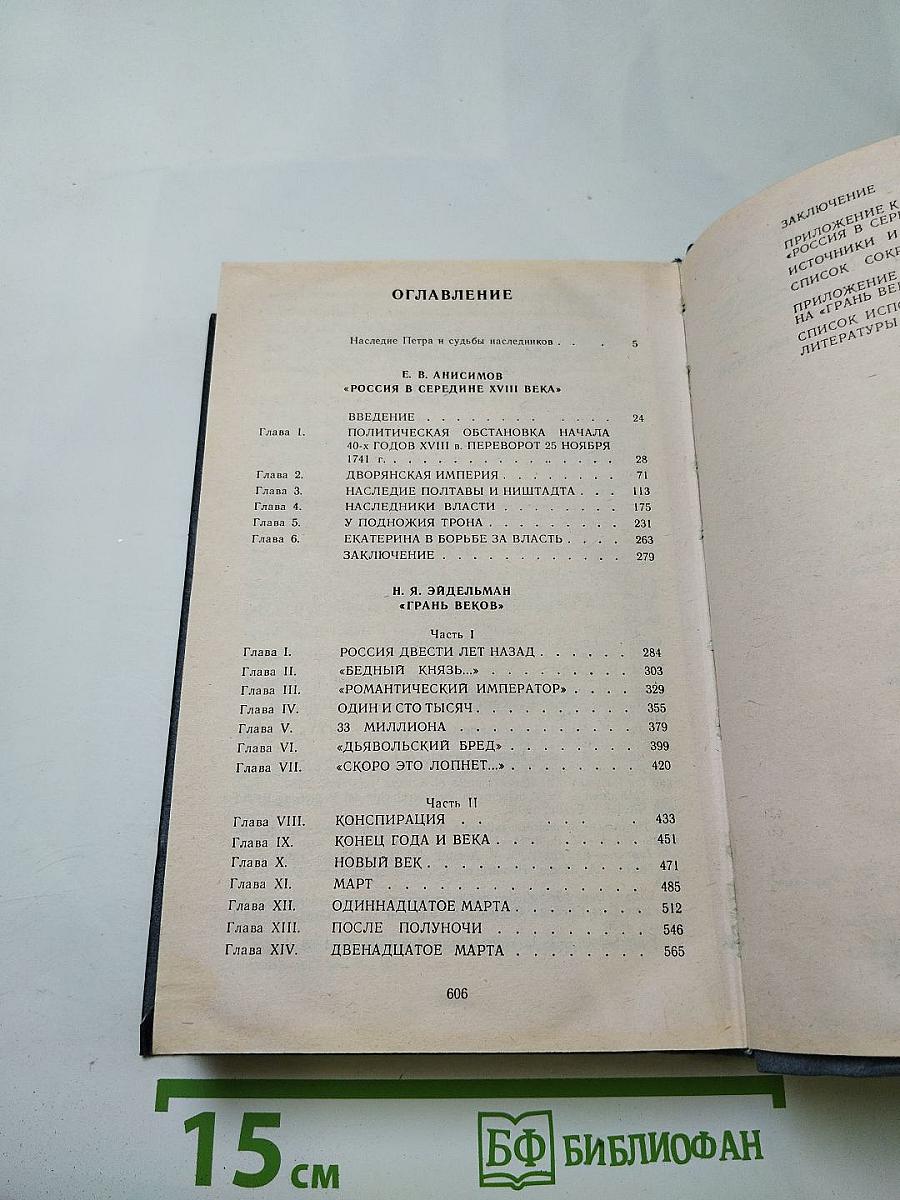 ОГЛАВЛЕНИЕ
Наследие Петра и судьбы наследников . . . 5
Е. В. АНИСИМОВ
«РОССИЯ В СЕРЕДИНЕ XVIII ВЕКА»
ВВЕДЕНИЕ . . . . . . . . . . . . 24
Глава 1. ПОЛИТИЧЕСКАЯ ОБСТАНОВКА НАЧАЛА
40-х ГОДОВ XVIII в. ПЕРЕВОРОТ 25 НОЯБРЯ
1741 г. . . . . . . . . . . . . . . . 28
Глава 2. ДВОРЯНСКАЯ ИМПЕРИЯ . . . . . . . . 71
Глава 3. НАСЛЕДИЕ ПОЛТАВЫ И НИШТАДТА . . . 113
Глава 4. НАСЛЕДНИКИ ВЛАСТИ . . . . . . . . 175
Глава 5. У ПОДНОЖИЯ ТРОНА . . . . . . . . . 231
Глава 6. ЕКАТЕРИНА В БОРЬБЕ ЗА ВЛАСТЬ . . . . 263
ЗАКЛЮЧЕНИЕ . . . . . . . . . . . . 279
Н. Я. ЭЙДЕЛЬМАН
«ГРАНЬ ВЕКОВ»
Часть I
Глава I. РОССИЯ ДВЕСТИ ЛЕТ НАЗАД . . . . . . 284
Глава II. «БЕДНЫЙ КНЯЗЬ...» . . . . . . . . . 303
Глава III. «РОМАНТИЧЕСКИЙ ИМПЕРАТОР» . . . . 329
Глава IV. ОДИН И СТО ТЫСЯЧ . . . . . . . . . 355
Глава V. 33 МИЛЛИОНА . . . . . . . . . . 379
Глава VI. «ДЬЯВОЛЬСКИЙ БРЕД» . . . . . . . . 399
Глава VII. «СКОРО ЭТО ЛОПНЕТ...» . . . . . . . . 420
Часть II
Глава VIII. КОНСПИРАЦИЯ . . . . . . 433
Глава IX. КОНЕЦ ГОДА И ВЕКА . . . . . . . . 451
Глава X. НОВЫЙ ВЕК . . . . . . . . . . . . 471
Глава XI. МАРТ . . . . . . . . . . . . . . 485
Глава XII. ОДИННАДЦАТОЕ МАРТА . . . . . . . . 512
Глава XIII. ПОСЛЕ ПОЛУНОЧИ . . . . . . . . . 546
Глава XIV. ДВЕНАДЦАТОЕ МАРТА . . . . . . . . 565
606
ЗАКЛЮЧЕНИЕ
ПРИЛОЖЕНИЕ К
«РОССИЯ В
ИСТОЧНИКИ И
СПИСОК
ПРИЛОЖЕНИЕ
НА «ГРАНЬ
СПИСОК
ЛИТЕРАТУРЫ
15 см
БФ БИБЛИОФАН